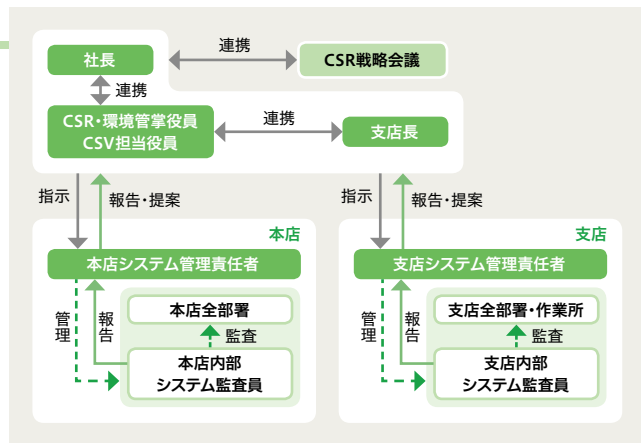 社長
連携
CSR戦略会議
連携
CSR・環境管掌役員
CSV担当役員
連携
支店長
指示
報告・提案
指示
報告・提案
本店
本店システム管理責任者
管理
報告
本店全部署
監査
本店内部
システム監査員
支店
支店システム管理責任者
管理
報告
支店全部署・作業所
監査
支店内部
システム監査員